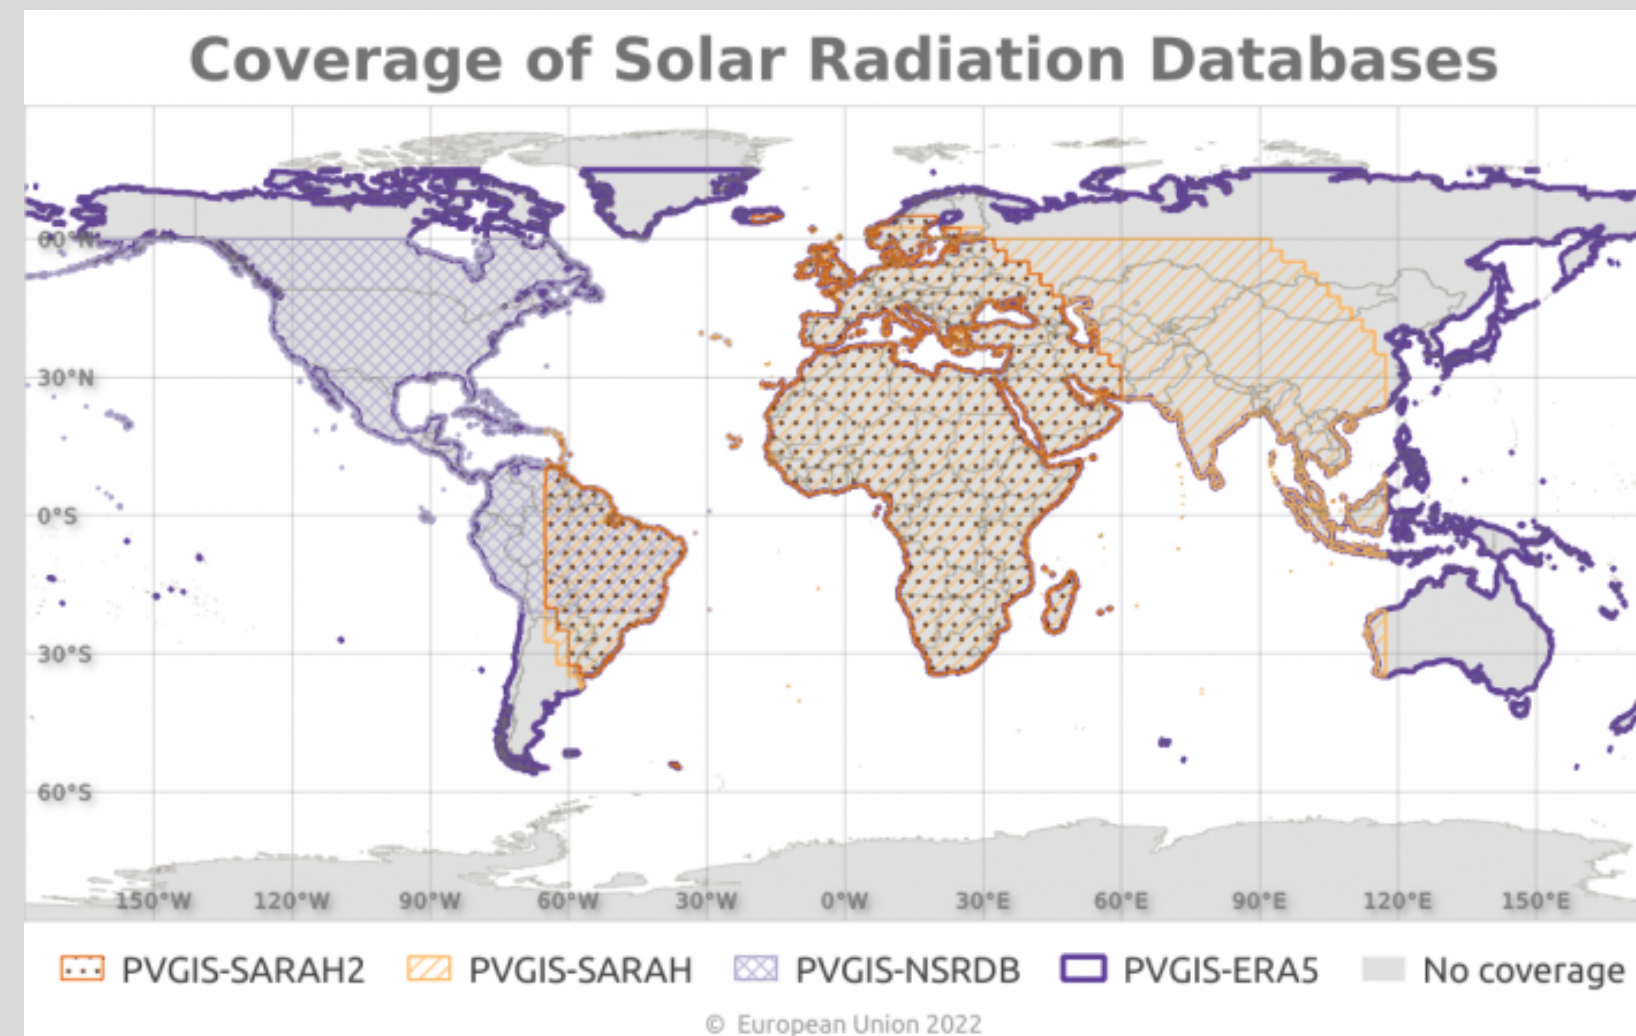 Coverage of Solar Radiation Databases
60°N
30°N
0°S
30°S
60°S
150°W 120°W 90°W 60°W 30°W 0°W 30°E 60°E 90°E 120°E 150°E
PVGIS-SARAH2 PVGIS-SARAH PVGIS-NSRDB PVGIS-ERA5 No coverage
© European Union 2022